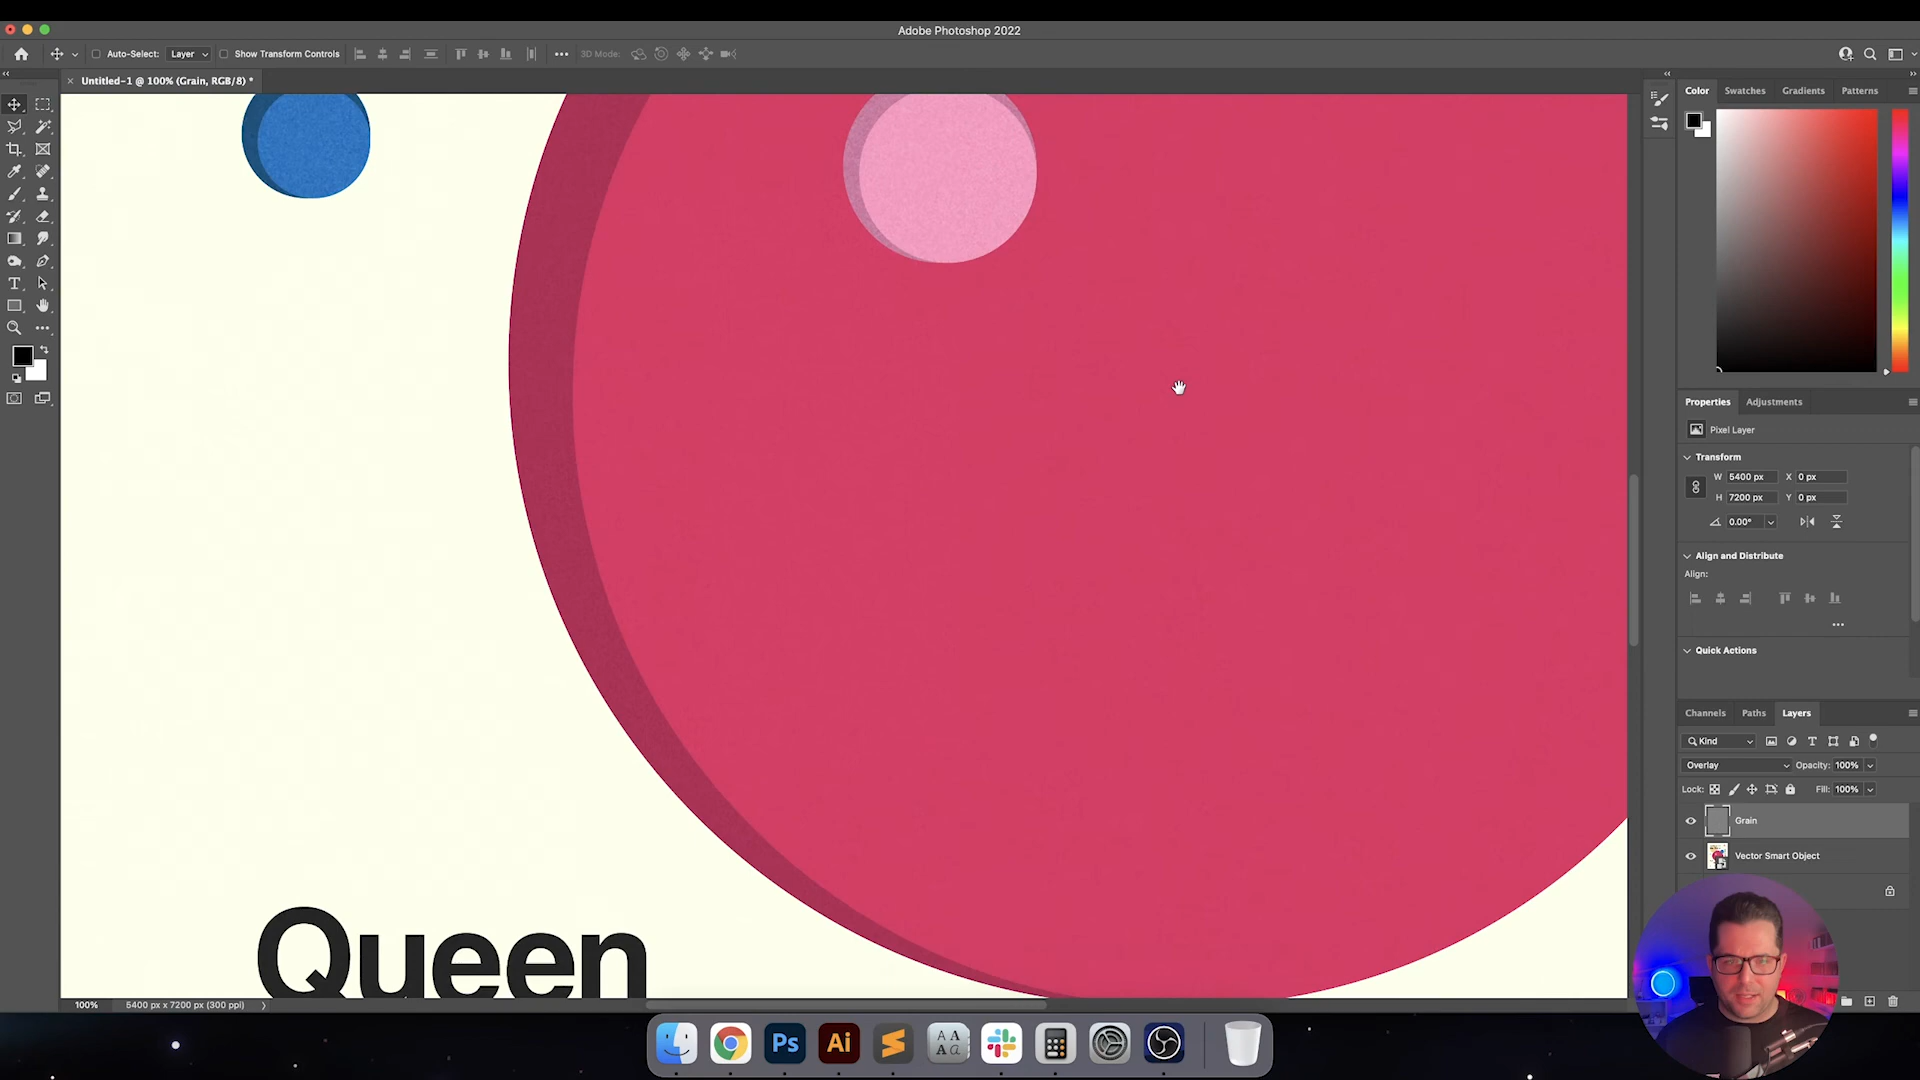 Adobe Photoshop 2022
Auto-Select: Layer Show Transform Controls 3D Mode:
Untitled-1 @ 100% (Grain, RGB/8) *
Color Swatches Gradients Patterns
Properties Adjustments
Pixel Layer
Transform
W 5400 px X 0 px
H 7200 px Y 0 px
0.00°
Align and Distribute
Align:
Quick Actions
Channels Paths Layers
Kind
Overlay Opacity: 100%
Lock: Fill: 100%
Grain
Vector Smart Object
Queen
100% 5400 px x 7200 px (300 ppi)
Ps Ai
A A
A a